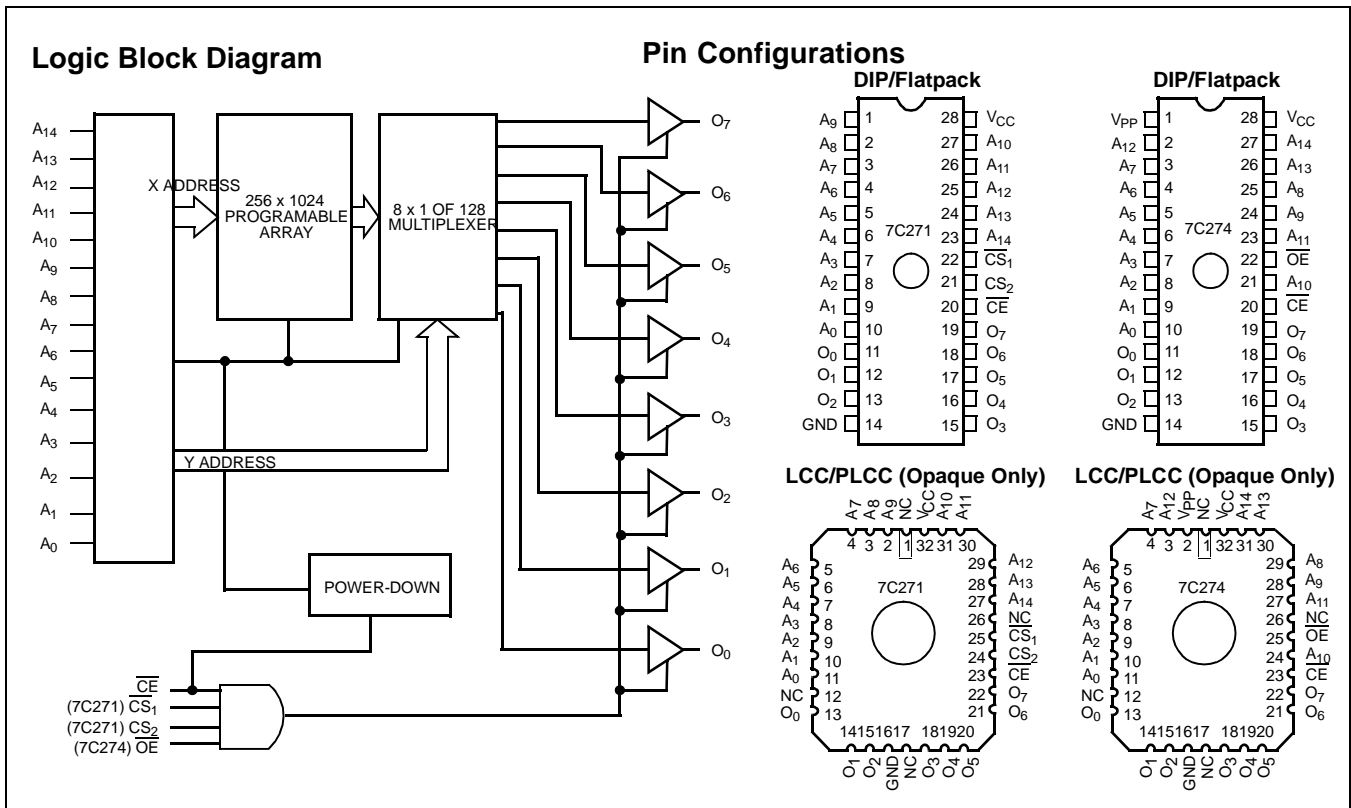 Logic Block Diagram
A14
A13
A12
A11
A10
A9
A8
A7
A6
A5
A4
A3
A2
A1
A0
X ADDRESS
256 x 1024
PROGRAMABLE
ARRAY
8 x 1 OF 128
MULTIPLEXER
Y ADDRESS
POWER-DOWN
CE
(7C271) CS1
(7C271) CS2
(7C274) OE
O7
O6
O5
O4
O3
O2
O1
O0
Pin Configurations
DIP/Flatpack
A9 1 28 VCC
A8 2 27 A10
A7 3 26 A11
A6 4 25 A12
A5 5 24 A13
A4 6 7C271 23 A14
A3 7 22 CS1
A2 8 21 CS2
A1 9 20 CE
A0 10 19 O7
O0 11 18 O6
O1 12 17 O5
O2 13 16 O4
GND 14 15 O3
DIP/Flatpack
VPP 1 28 VCC
A12 2 27 A14
A7 3 26 A13
A6 4 25 A8
A5 5 24 A9
A4 6 7C274 23 A11
A3 7 22 OE
A2 8 21 A10
A1 9 20 CE
A0 10 19 O7
O0 11 18 O6
O1 12 17 O5
O2 13 16 O4
GND 14 15 O3
LCC/PLCC (Opaque Only)
A7 A8 A9 NC VCC A10 A11
4 3 2 1 32 31 30
A6 5 29 A12
A5 6 7C271 28 A13
A4 7 27 A14
A3 8 26 NC
A2 9 25 CS1
A1 10 24 CS2
A0 11 23 CE
NC 12 22 O7
O0 13 21 O6
14 15 16 17 18 19 20
O1 O2 GND NC O3 O4 O5
LCC/PLCC (Opaque Only)
A7 A12 VPP NC VCC A14 A13
4 3 2 1 32 31 30
A6 5 29 A8
A5 6 7C274 28 A9
A4 7 27 A11
A3 8 26 NC
A2 9 25 OE
A1 10 24 A10
A0 11 23 CE
NC 12 22 O7
O0 13 21 O6
14 15 16 17 18 19 20
O1 O2 GND NC O3 O4 O5